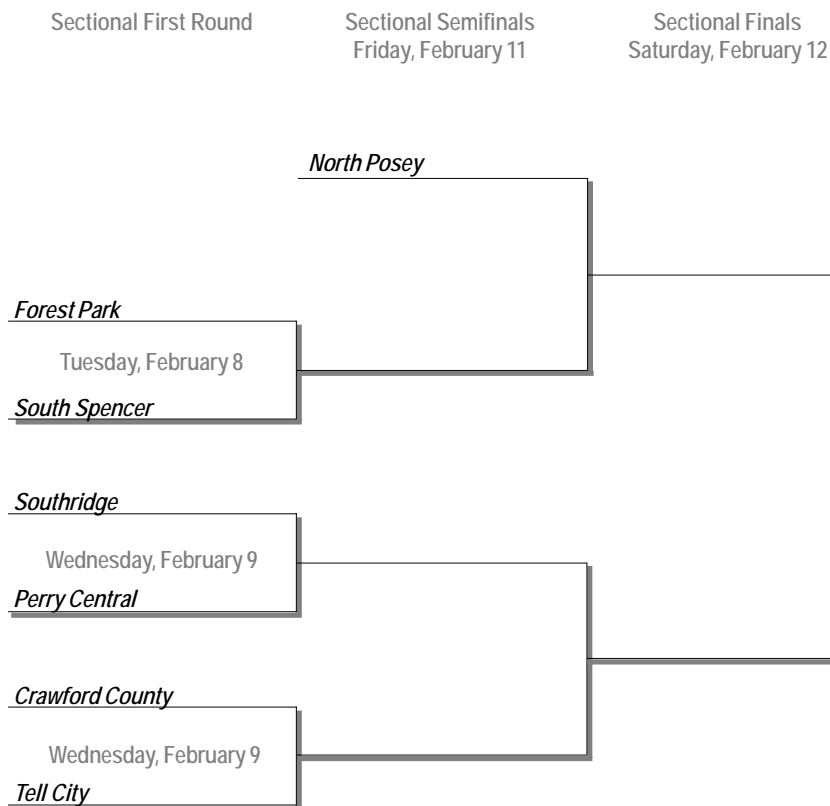 Sectional First Round
Sectional Semifinals
Friday, February 11
Sectional Finals
Saturday, February 12
North Posey
Forest Park
Tuesday, February 8
South Spencer
Southridge
Wednesday, February 9
Perry Central
Crawford County
Wednesday, February 9
Tell City